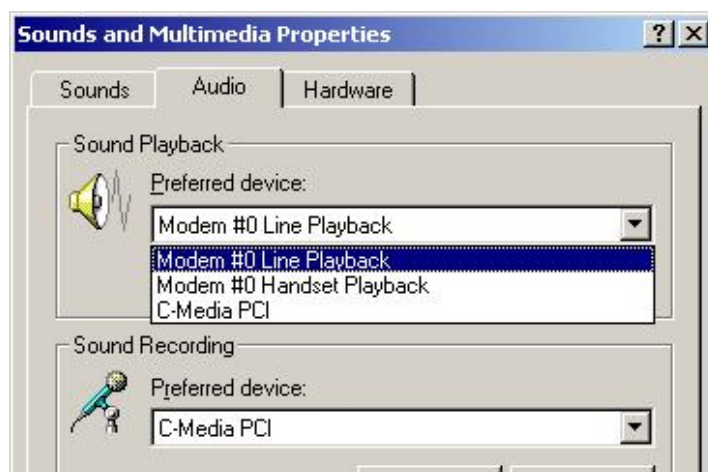 Sounds and Multimedia Properties
Sounds Audio Hardware
Sound Playback
Preferred device:
Modem #0 Line Playback
Modem #0 Line Playback
Modem #0 Handset Playback
C-Media PCI
Sound Recording
Preferred device:
C-Media PCI